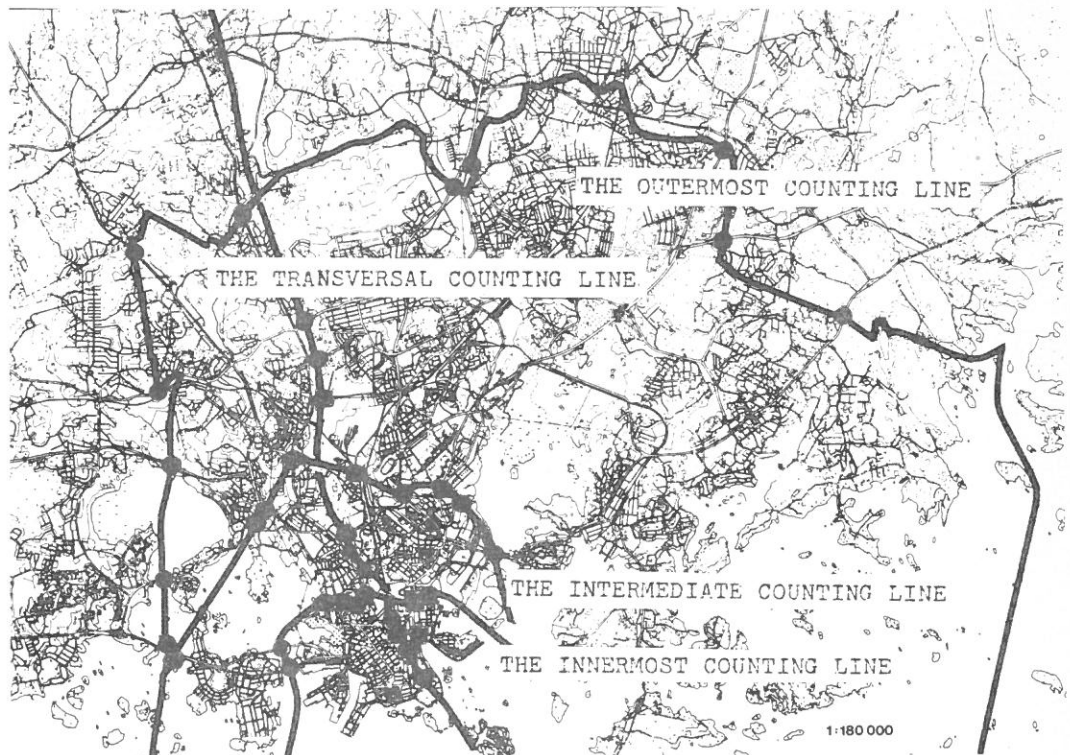 THE OUTERMOST COUNTING LINE
THE TRANSVERSAL COUNTING LINE
THE INTERMEDIATE COUNTING LINE
THE INNERMOST COUNTING LINE
1:180 000